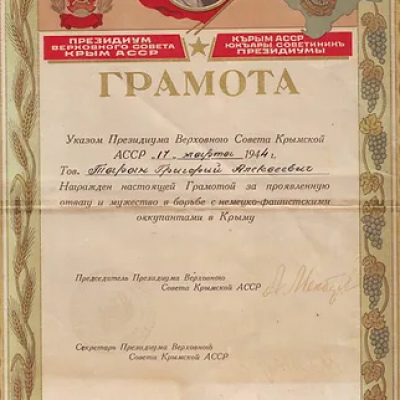 ПРЕЗИДИУМ
ВЕРХОВНОГО СОВЕТА
КРЫМ АССР
КЪРЫМ АССР
ЮКЪАРЫ СОВЕТИНИНЪ
ПРЕЗИДИУМЫ
ГРАМОТА
Указом Президиума Верховного Совета Крымской
АССР „17" марта 1944 г.
Тов. Таран Григорий Алексеевич
Награжден настоящей Грамотой за проявленную
отвагу и мужество в борьбе с немецко-фашистскими
оккупантами в Крыму
Председатель Президиума Верховного
Совета Крымской АССР
Секретарь Президиума Верховного
Совета Крымской АССР